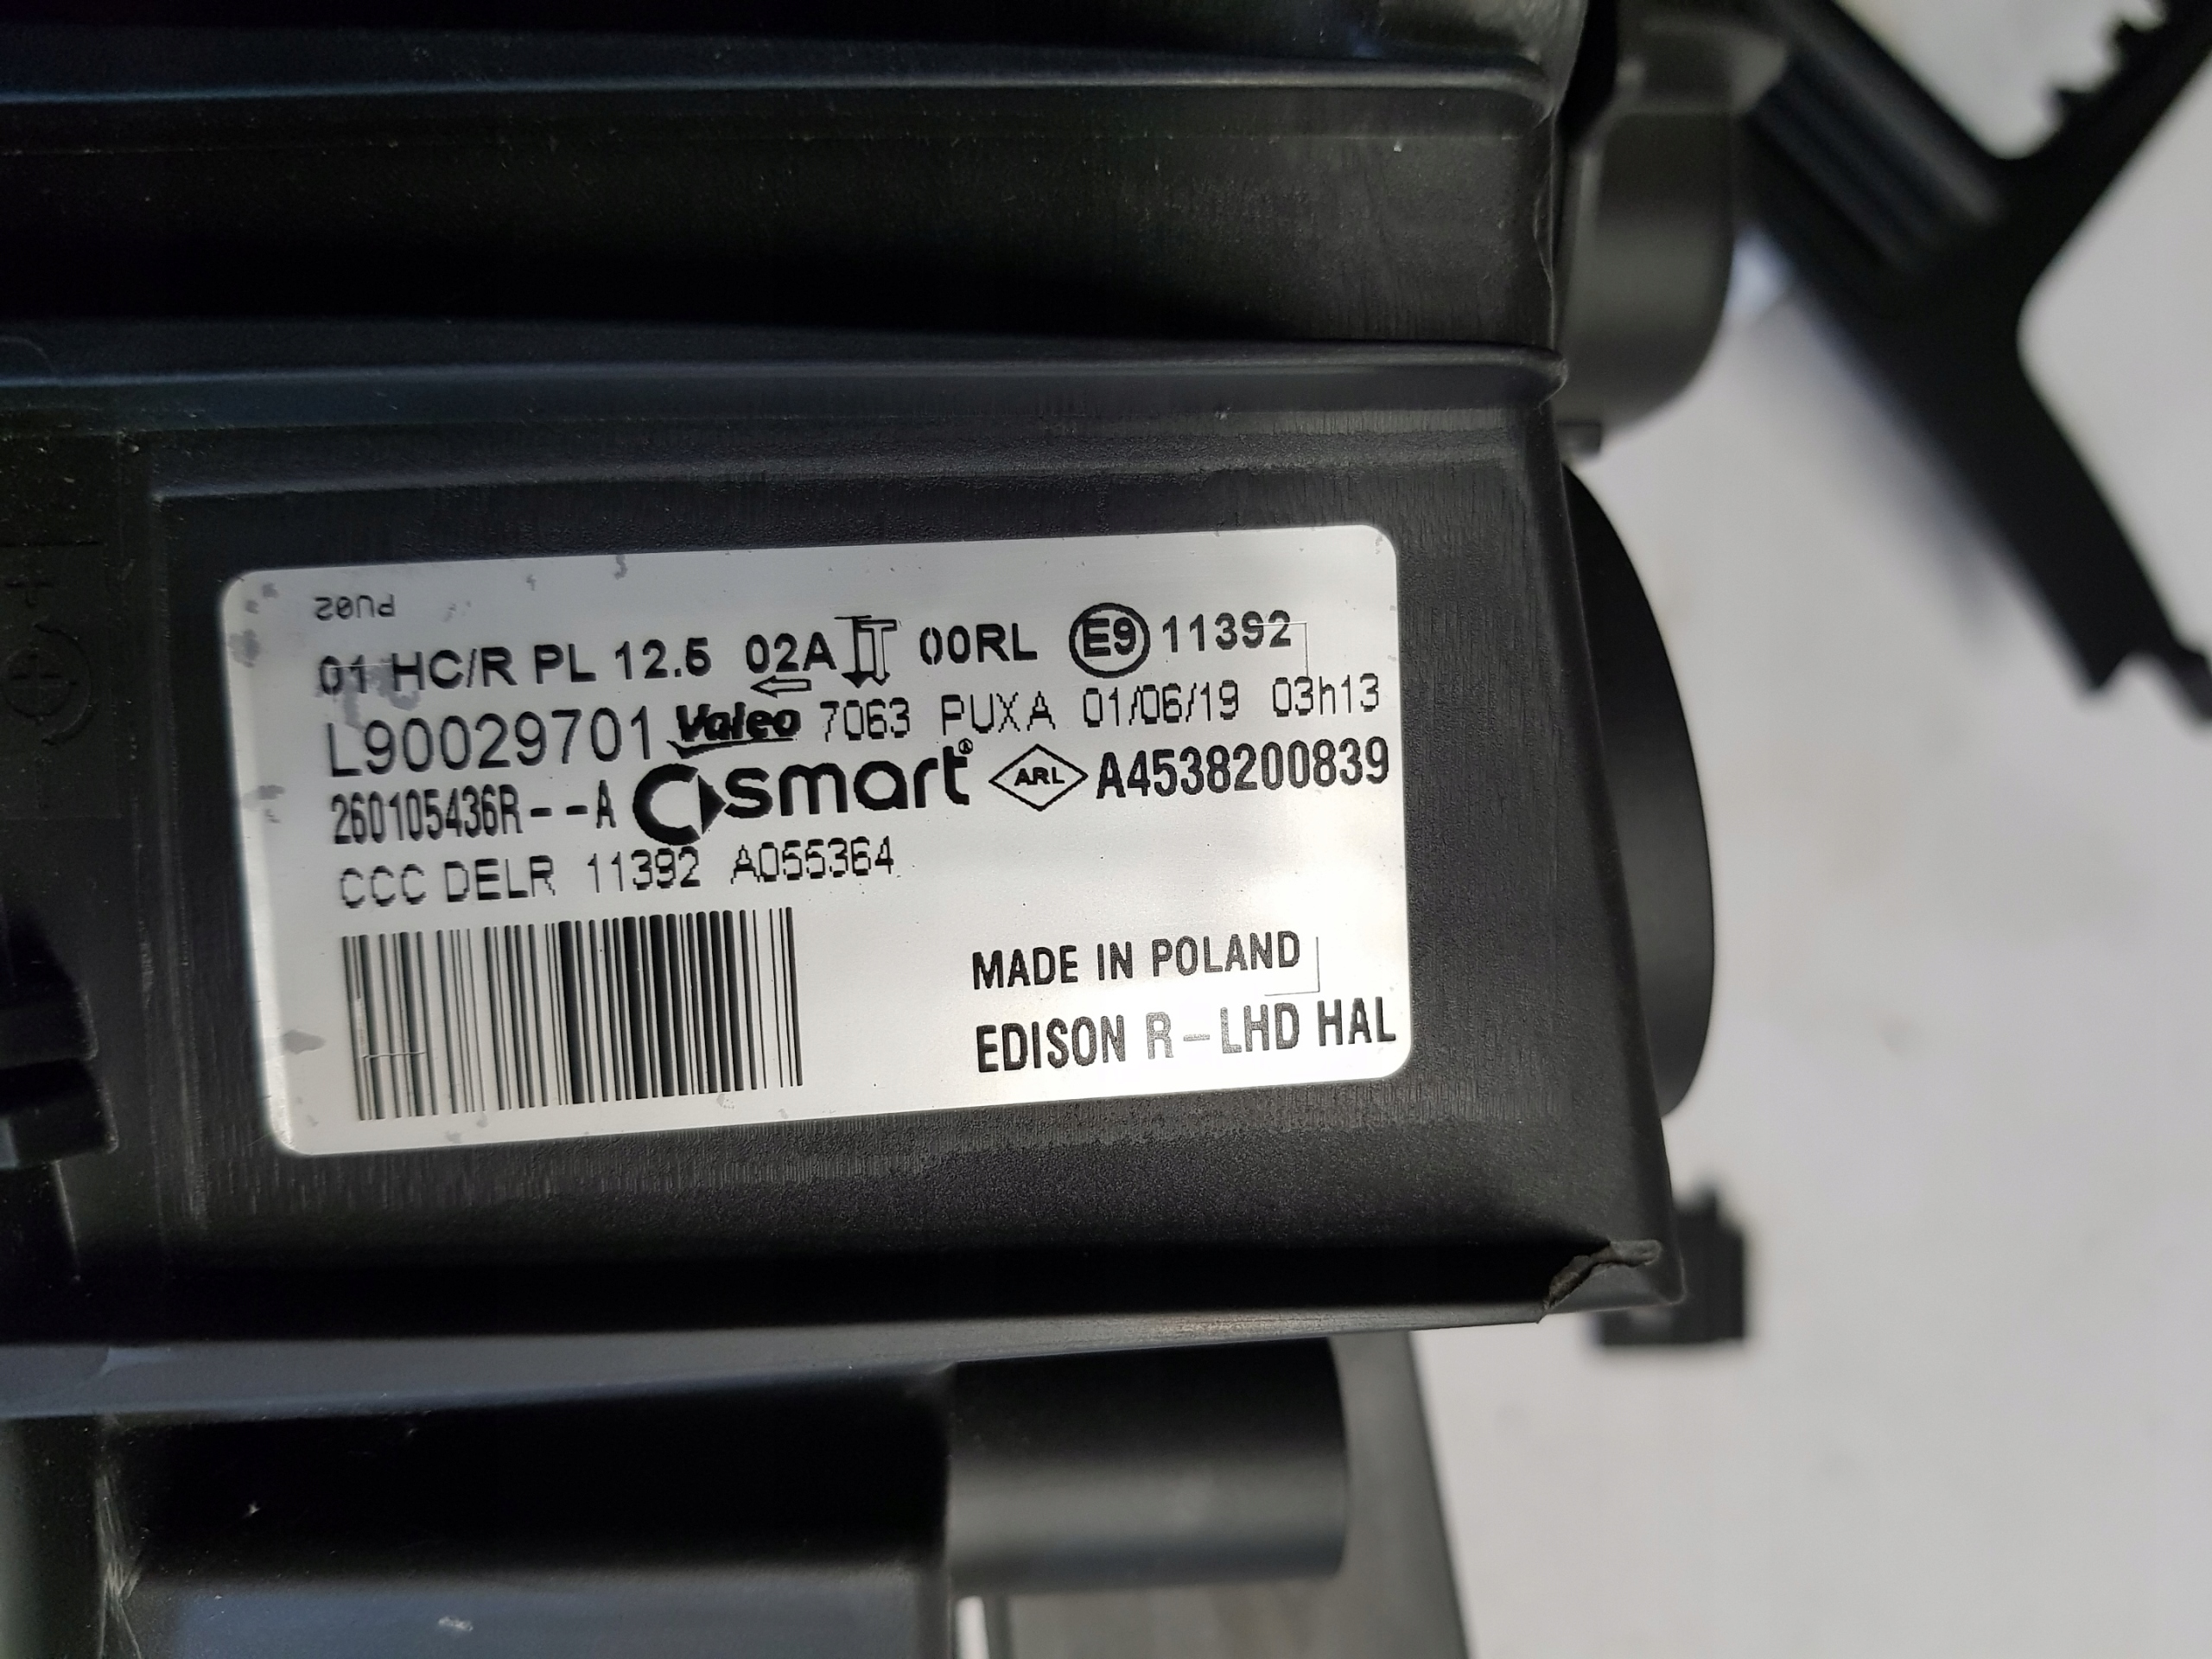 PU02
01 HC/R PL 12.5 02A 00RL E9 11392
L90029701 Valeo 7063 PUXA 01/06/19 03h13
260105436R--A smart® ARL A4538200839
CCC DELR 11392 A055364
MADE IN POLAND
EDISON R-LHD HAL